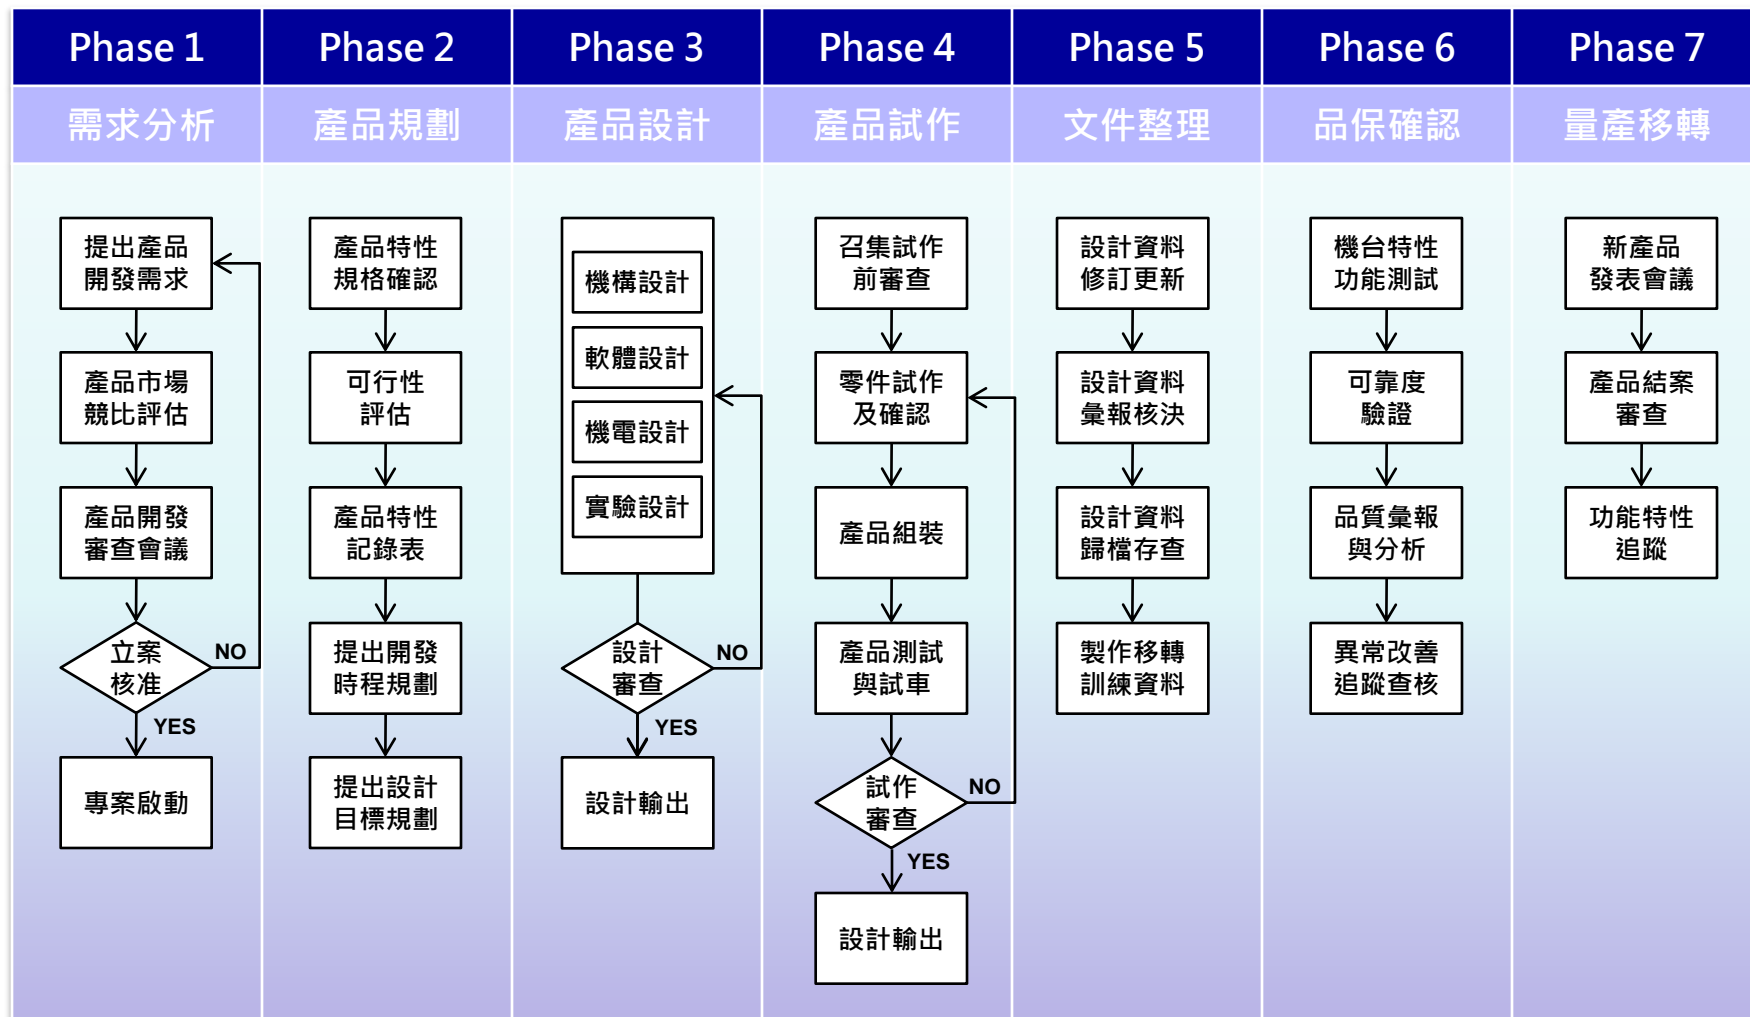 Phase 1
需求分析
提出產品
開發需求
產品市場
競比評估
產品開發
審查會議
立案
核准
NO
YES
專案啟動
Phase 2
產品規劃
產品特性
規格確認
可行性
評估
產品特性
記錄表
提出開發
時程規劃
提出設計
目標規劃
Phase 3
產品設計
機構設計
軟體設計
機電設計
實驗設計
設計
審查
NO
YES
設計輸出
Phase 4
產品試作
召集試作
前審查
零件試作
及確認
產品組裝
產品測試
與試車
試作
審查
NO
YES
設計輸出
Phase 5
文件整理
設計資料
修訂更新
設計資料
彙報核決
設計資料
歸檔存查
製作移轉
訓練資料
Phase 6
品保確認
機台特性
功能測試
可靠度
驗證
品質彙報
與分析
異常改善
追蹤查核
Phase 7
量產移轉
新產品
發表會議
產品結案
審查
功能特性
追蹤